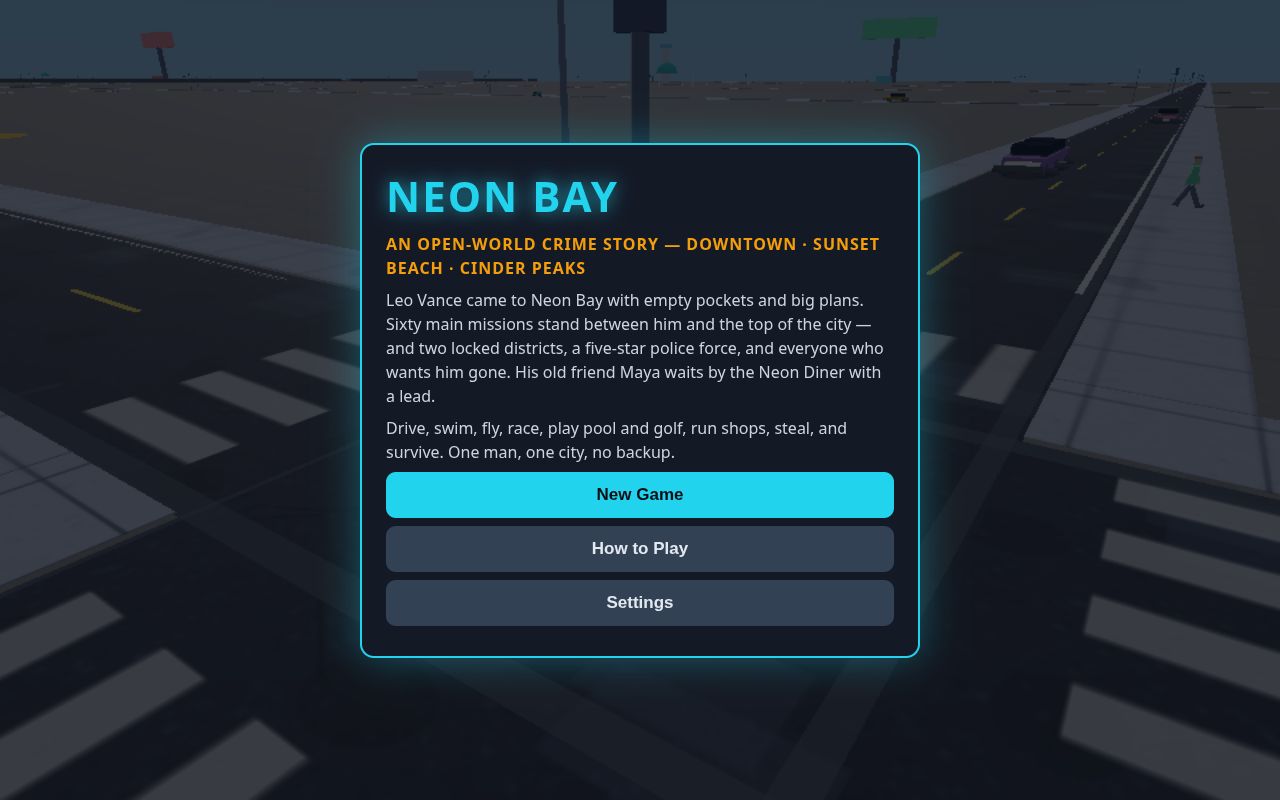 NEON BAY
AN OPEN-WORLD CRIME STORY — DOWNTOWN · SUNSET
BEACH · CINDER PEAKS
Leo Vance came to Neon Bay with empty pockets and big plans.
Sixty main missions stand between him and the top of the city —
and two locked districts, a five-star police force, and everyone who
wants him gone. His old friend Maya waits by the Neon Diner with
a lead.
Drive, swim, fly, race, play pool and golf, run shops, steal, and
survive. One man, one city, no backup.
New Game
How to Play
Settings